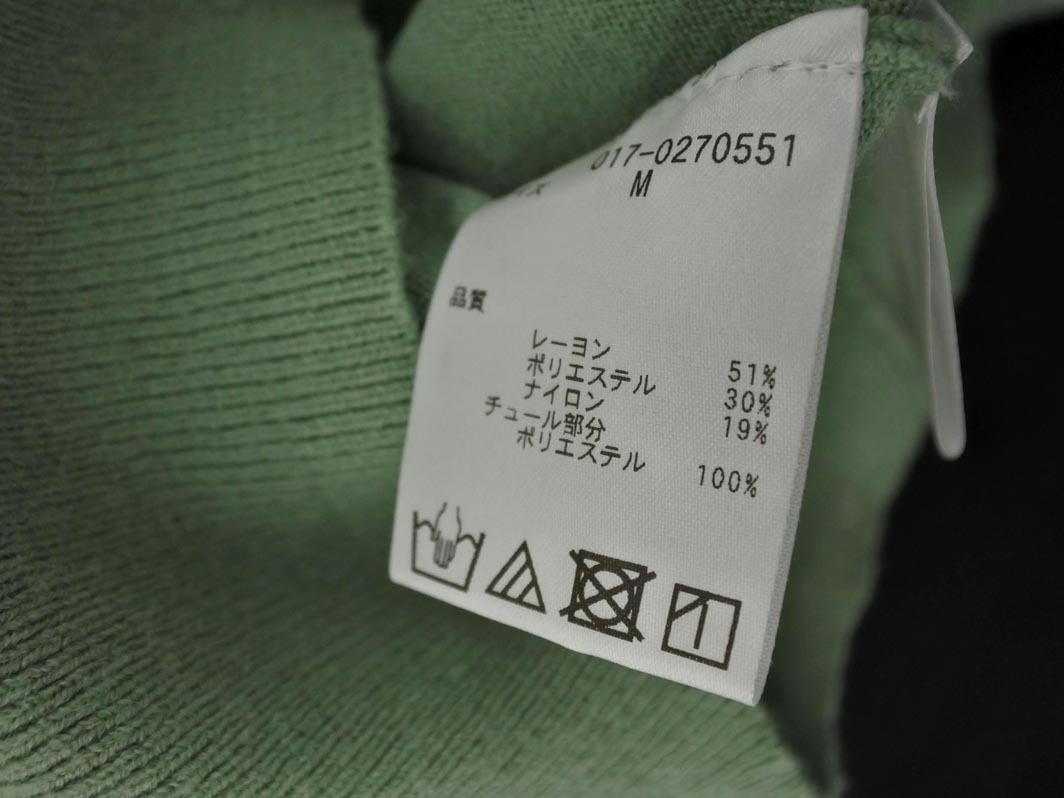 017-0270551
M
品質
レーヨン 51%
ポリエステル 30%
ナイロン 19%
チュール部分
ポリエステル 100%